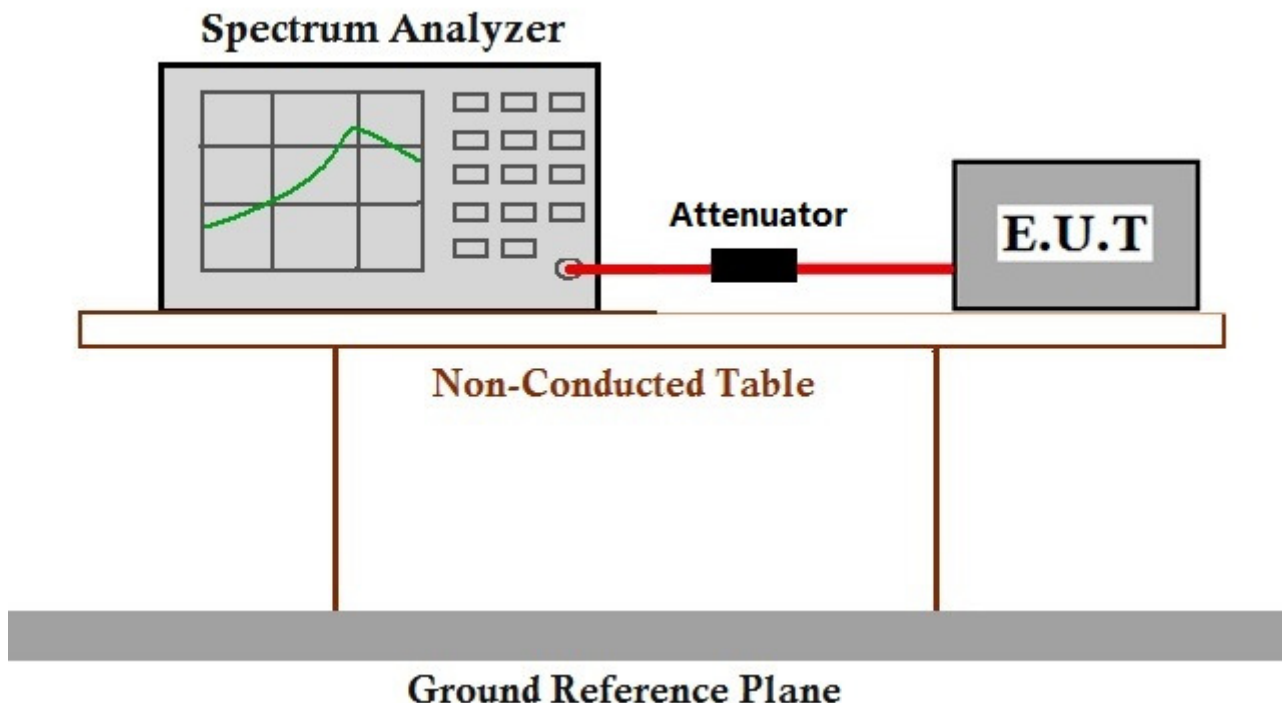 Spectrum Analyzer
Attenuator
E.U.T
Non-Conducted Table
Ground Reference Plane